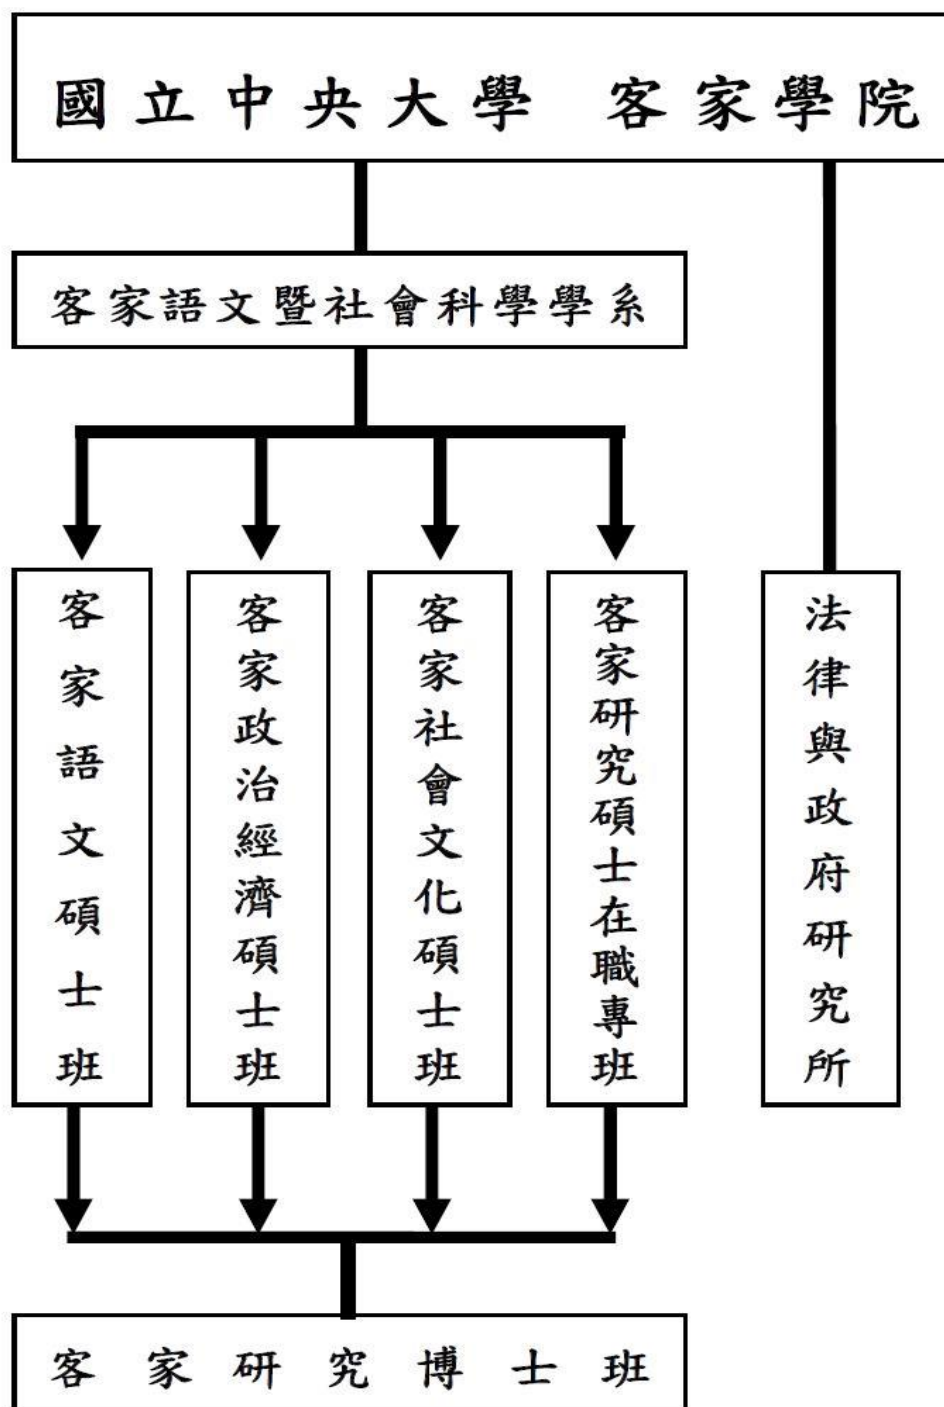 國立中央大學 客家學院
客家語文暨社會科學學系
客家語文碩士班
客家政治經濟碩士班
客家社會文化碩士班
客家研究碩士在職專班
法律與政府研究所
客家研究博士班